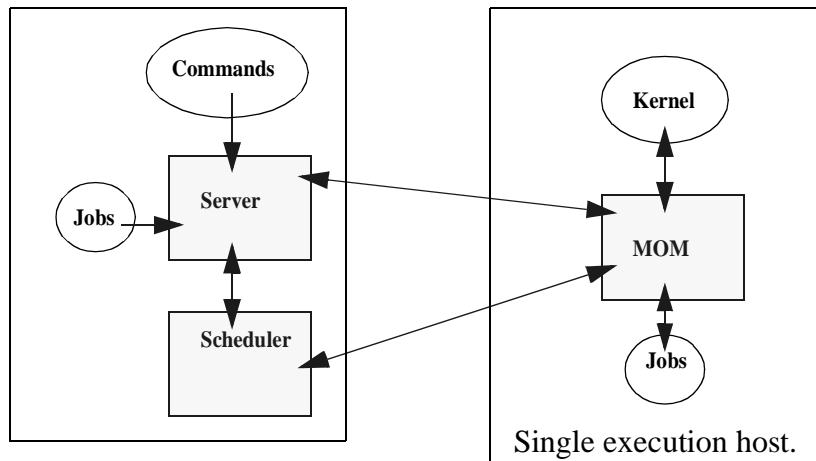 Commands
Server
Jobs
Scheduler
Kernel
MOM
Jobs
Single execution host.